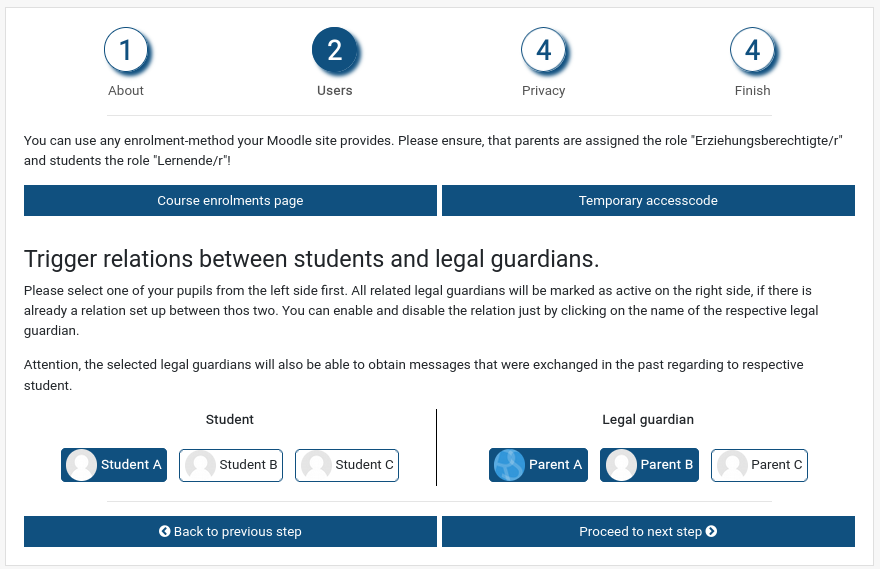 1 2 4 4
About Users Privacy Finish
You can use any enrolment-method your Moodle site provides. Please ensure, that parents are assigned the role "Erziehungsberechtigte/r"
and students the role "Lernende/r"!
Course enrolments page Temporary accesscode
Trigger relations between students and legal guardians.
Please select one of your pupils from the left side first. All related legal guardians will be marked as active on the right side, if there is
already a relation set up between thos two. You can enable and disable the relation just by clicking on the name of the respective legal
guardian.
Attention, the selected legal guardians will also be able to obtain messages that were exchanged in the past regarding to respective
student.
Student Legal guardian
Student A Student B Student C Parent A Parent B Parent C
Back to previous step Proceed to next step